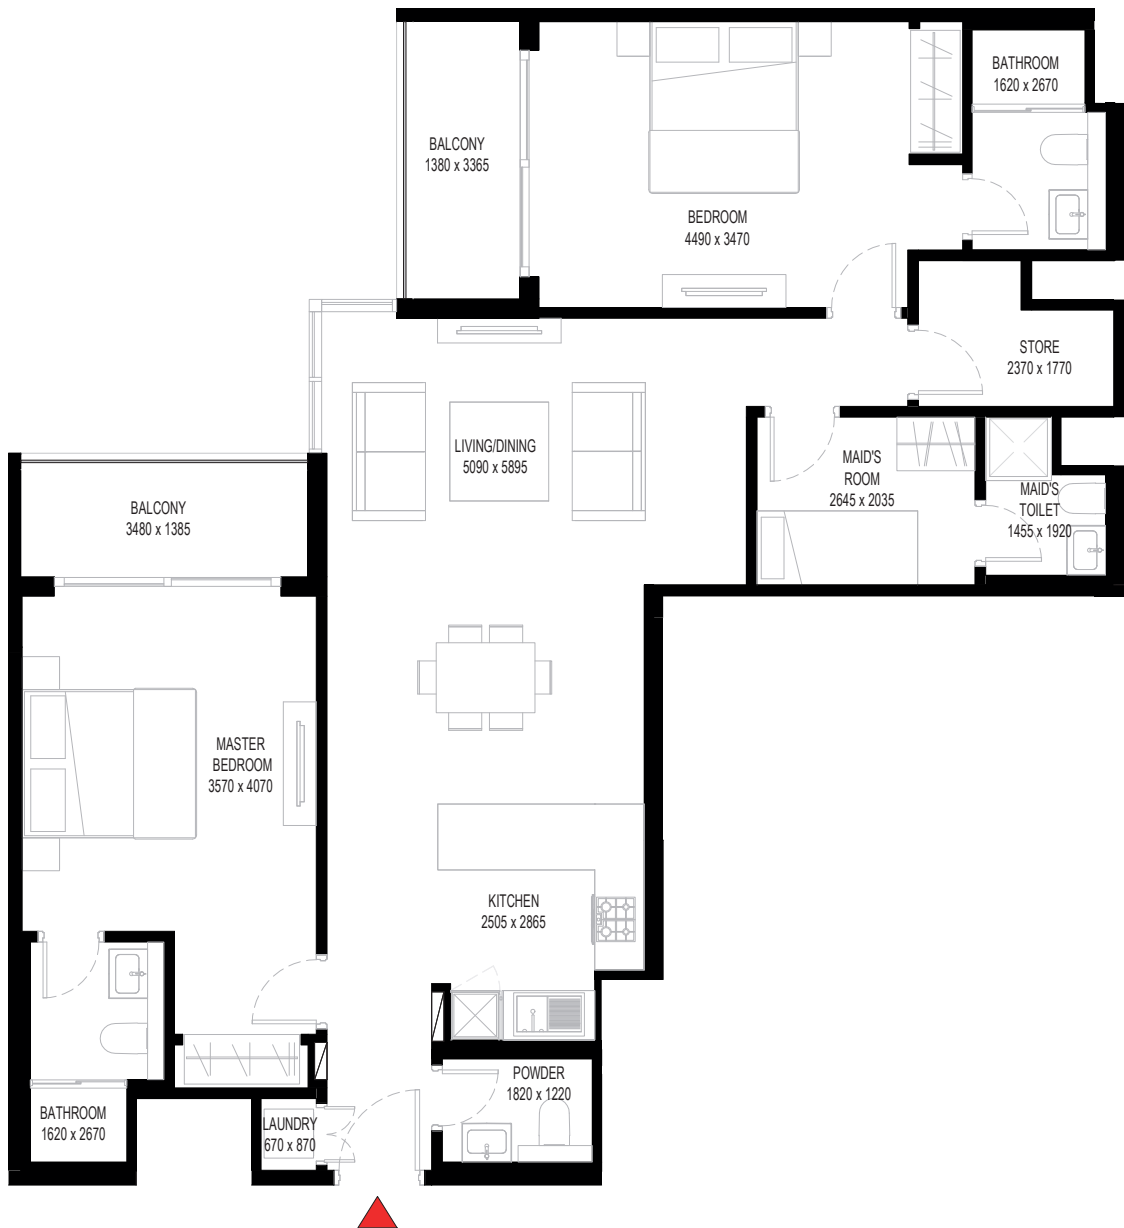 BATHROOM
1620 x 2670
BALCONY
1380 x 3365
BEDROOM
4490 x 3470
STORE
2370 x 1770
LIVING/DINING
5090 x 5895
MAID'S
ROOM
2645 x 2035
MAID'S
TOILET
1455 x 1920
BALCONY
3480 x 1385
MASTER
BEDROOM
3570 x 4070
KITCHEN
2505 x 2865
POWDER
1820 x 1220
BATHROOM
1620 x 2670
LAUNDRY
670 x 870